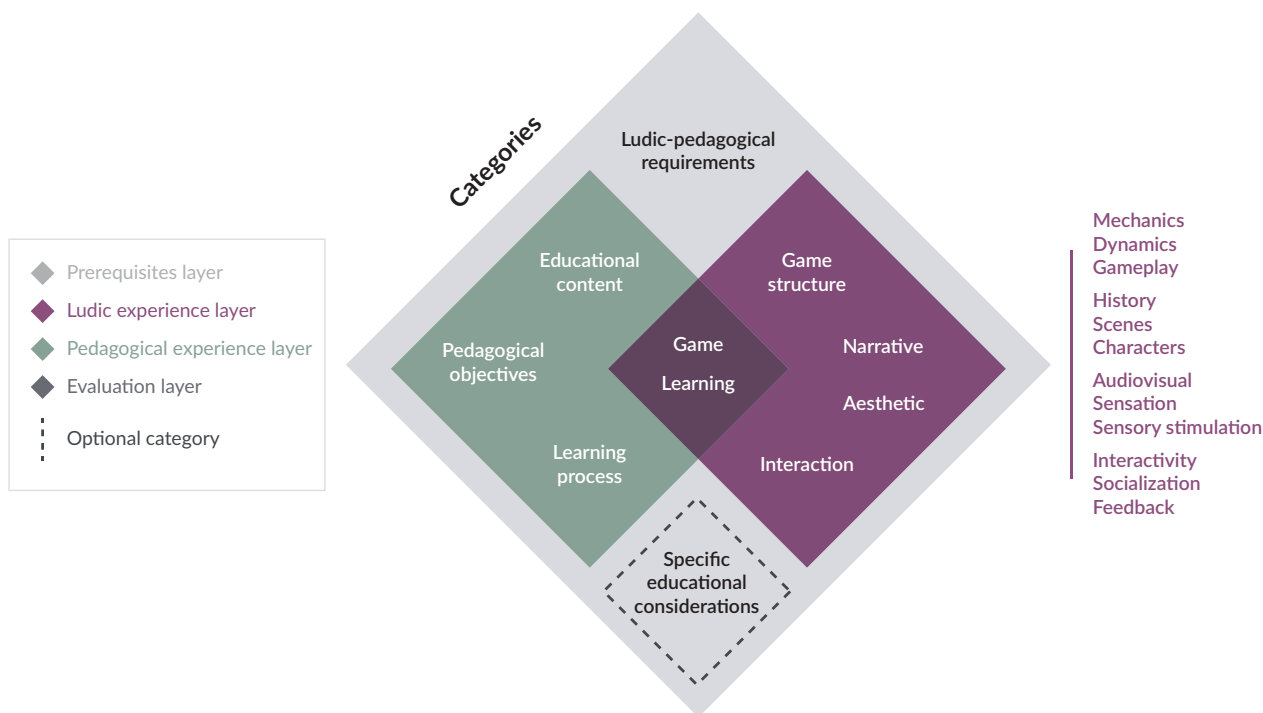 Categories
Ludic-pedagogical
requirements
Prerequisites layer
Ludic experience layer
Pedagogical experience layer
Evaluation layer
Optional category
Educational
content
Pedagogical
objectives
Learning
process
Game
Learning
Game
structure
Narrative
Aesthetic
Interaction
Specific
educational
considerations
Mechanics
Dynamics
Gameplay
History
Scenes
Characters
Audiovisual
Sensation
Sensory stimulation
Interactivity
Socialization
Feedback